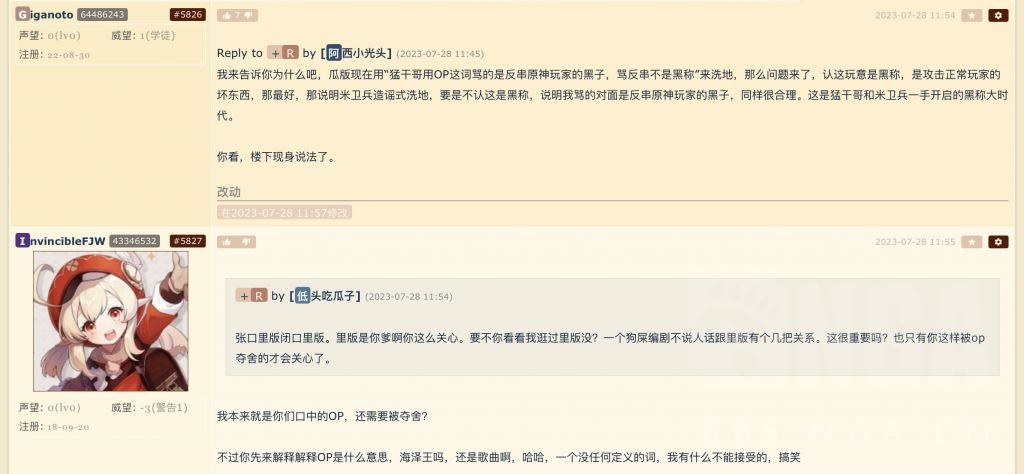 Giganoto 64486243 #5826
声望: 0(lv0) 威望: 1(学徒)
注册: 22-08-30
7 2023-07-28 11:54
Reply to +R by [阿西小光头] (2023-07-28 11:45)
我来告诉你为什么吧，瓜版现在用“猛干哥用OP这词骂的是反串原神玩家的黑子，骂反串不是黑称”来洗地，那么问题来了，认这玩意是黑称，是攻击正常玩家的
坏东西，那最好，那说明米卫兵造谣式洗地，要是不认这是黑称，说明我骂的对面是反串原神玩家的黑子，同样很合理。这是猛干哥和米卫兵一手开启的黑称大时
代。
你看，楼下现身说法了。
改动
在2023-07-28 11:57修改
InvincibleFJW 43346532 #5827
声望: 0(lv0) 威望: -3(警告1)
注册: 18-09-20
2023-07-28 11:55
+R by [低头吃瓜子] (2023-07-28 11:54)
张口里版闭口里版。里版是你爹啊你这么关心。要不你看看我逛过里版没？一个狗屎编剧不说人话跟里版有个几把关系。这很重要吗？也只有你这样被op
夺舍的才会关心了。
我本来就是你们口中的OP，还需要被夺舍？
不过你先来解释解释OP是什么意思，海泽王吗，还是歌曲啊，哈哈，一个没任何定义的词，我有什么不能接受的，搞笑